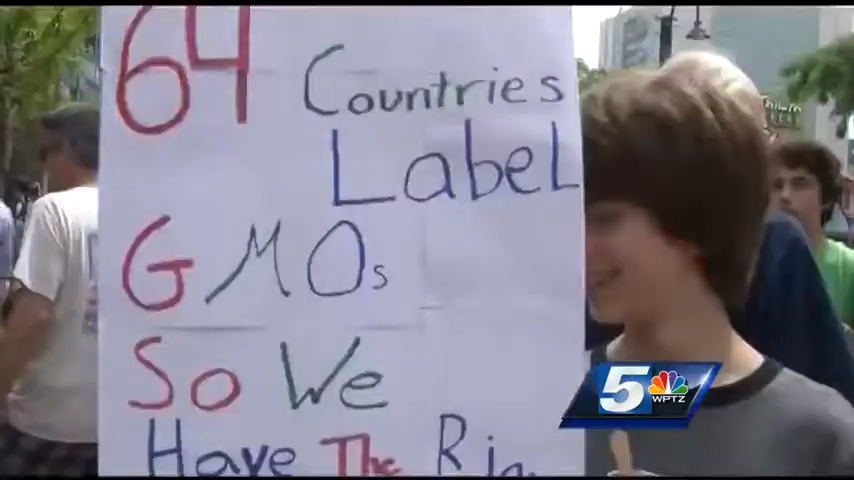 64 Countries
Label
GMOs
So We
Have The
5 WPTZ